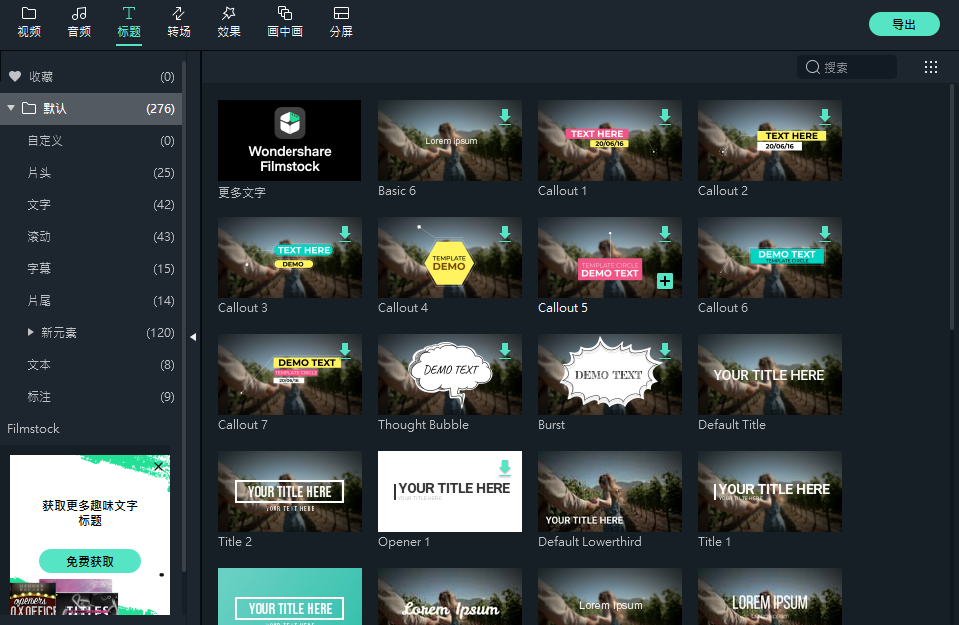 视频 音频 标题 转场 效果 画中画 分屏
导出
搜索
收藏 (0)
默认 (276)
自定义 (0)
片头 (25)
文字 (42)
滚动 (43)
字幕 (15)
片尾 (14)
新元素 (120)
文本 (8)
标注 (9)
Filmstock
获取更多趣味文字
标题
免费获取
openers
TITLES
Wondershare
Filmstock
更多文字
Lorem Ipsum
Basic 6
TEXT HERE
20/06/16
Callout 1
TEXT HERE
20/06/16
Callout 2
TEXT HERE
DEMO
Callout 3
TEMPLATE
DEMO
Callout 4
TEMPLATE CIRCLE
DEMO TEXT
Callout 5
DEMO TEXT
TEMPLATE CIRCLE
Callout 6
DEMO TEXT
TEMPLATE CIRCLE
20/06/16
Callout 7
DEMO TEXT
Thought Bubble
DEMO TEXT
Burst
YOUR TITLE HERE
Default Title
YOUR TITLE HERE
YOUR TEXT HERE
Title 2
YOUR TITLE HERE
YOUR TITLE HERE
Opener 1
YOUR TITLE HERE
Default Lowerthird
YOUR TITLE HERE
YOUR TITLE HERE
Title 1
YOUR TITLE HERE
Lorem Ipsum
Lorem Ipsum
LOREM IPSUM